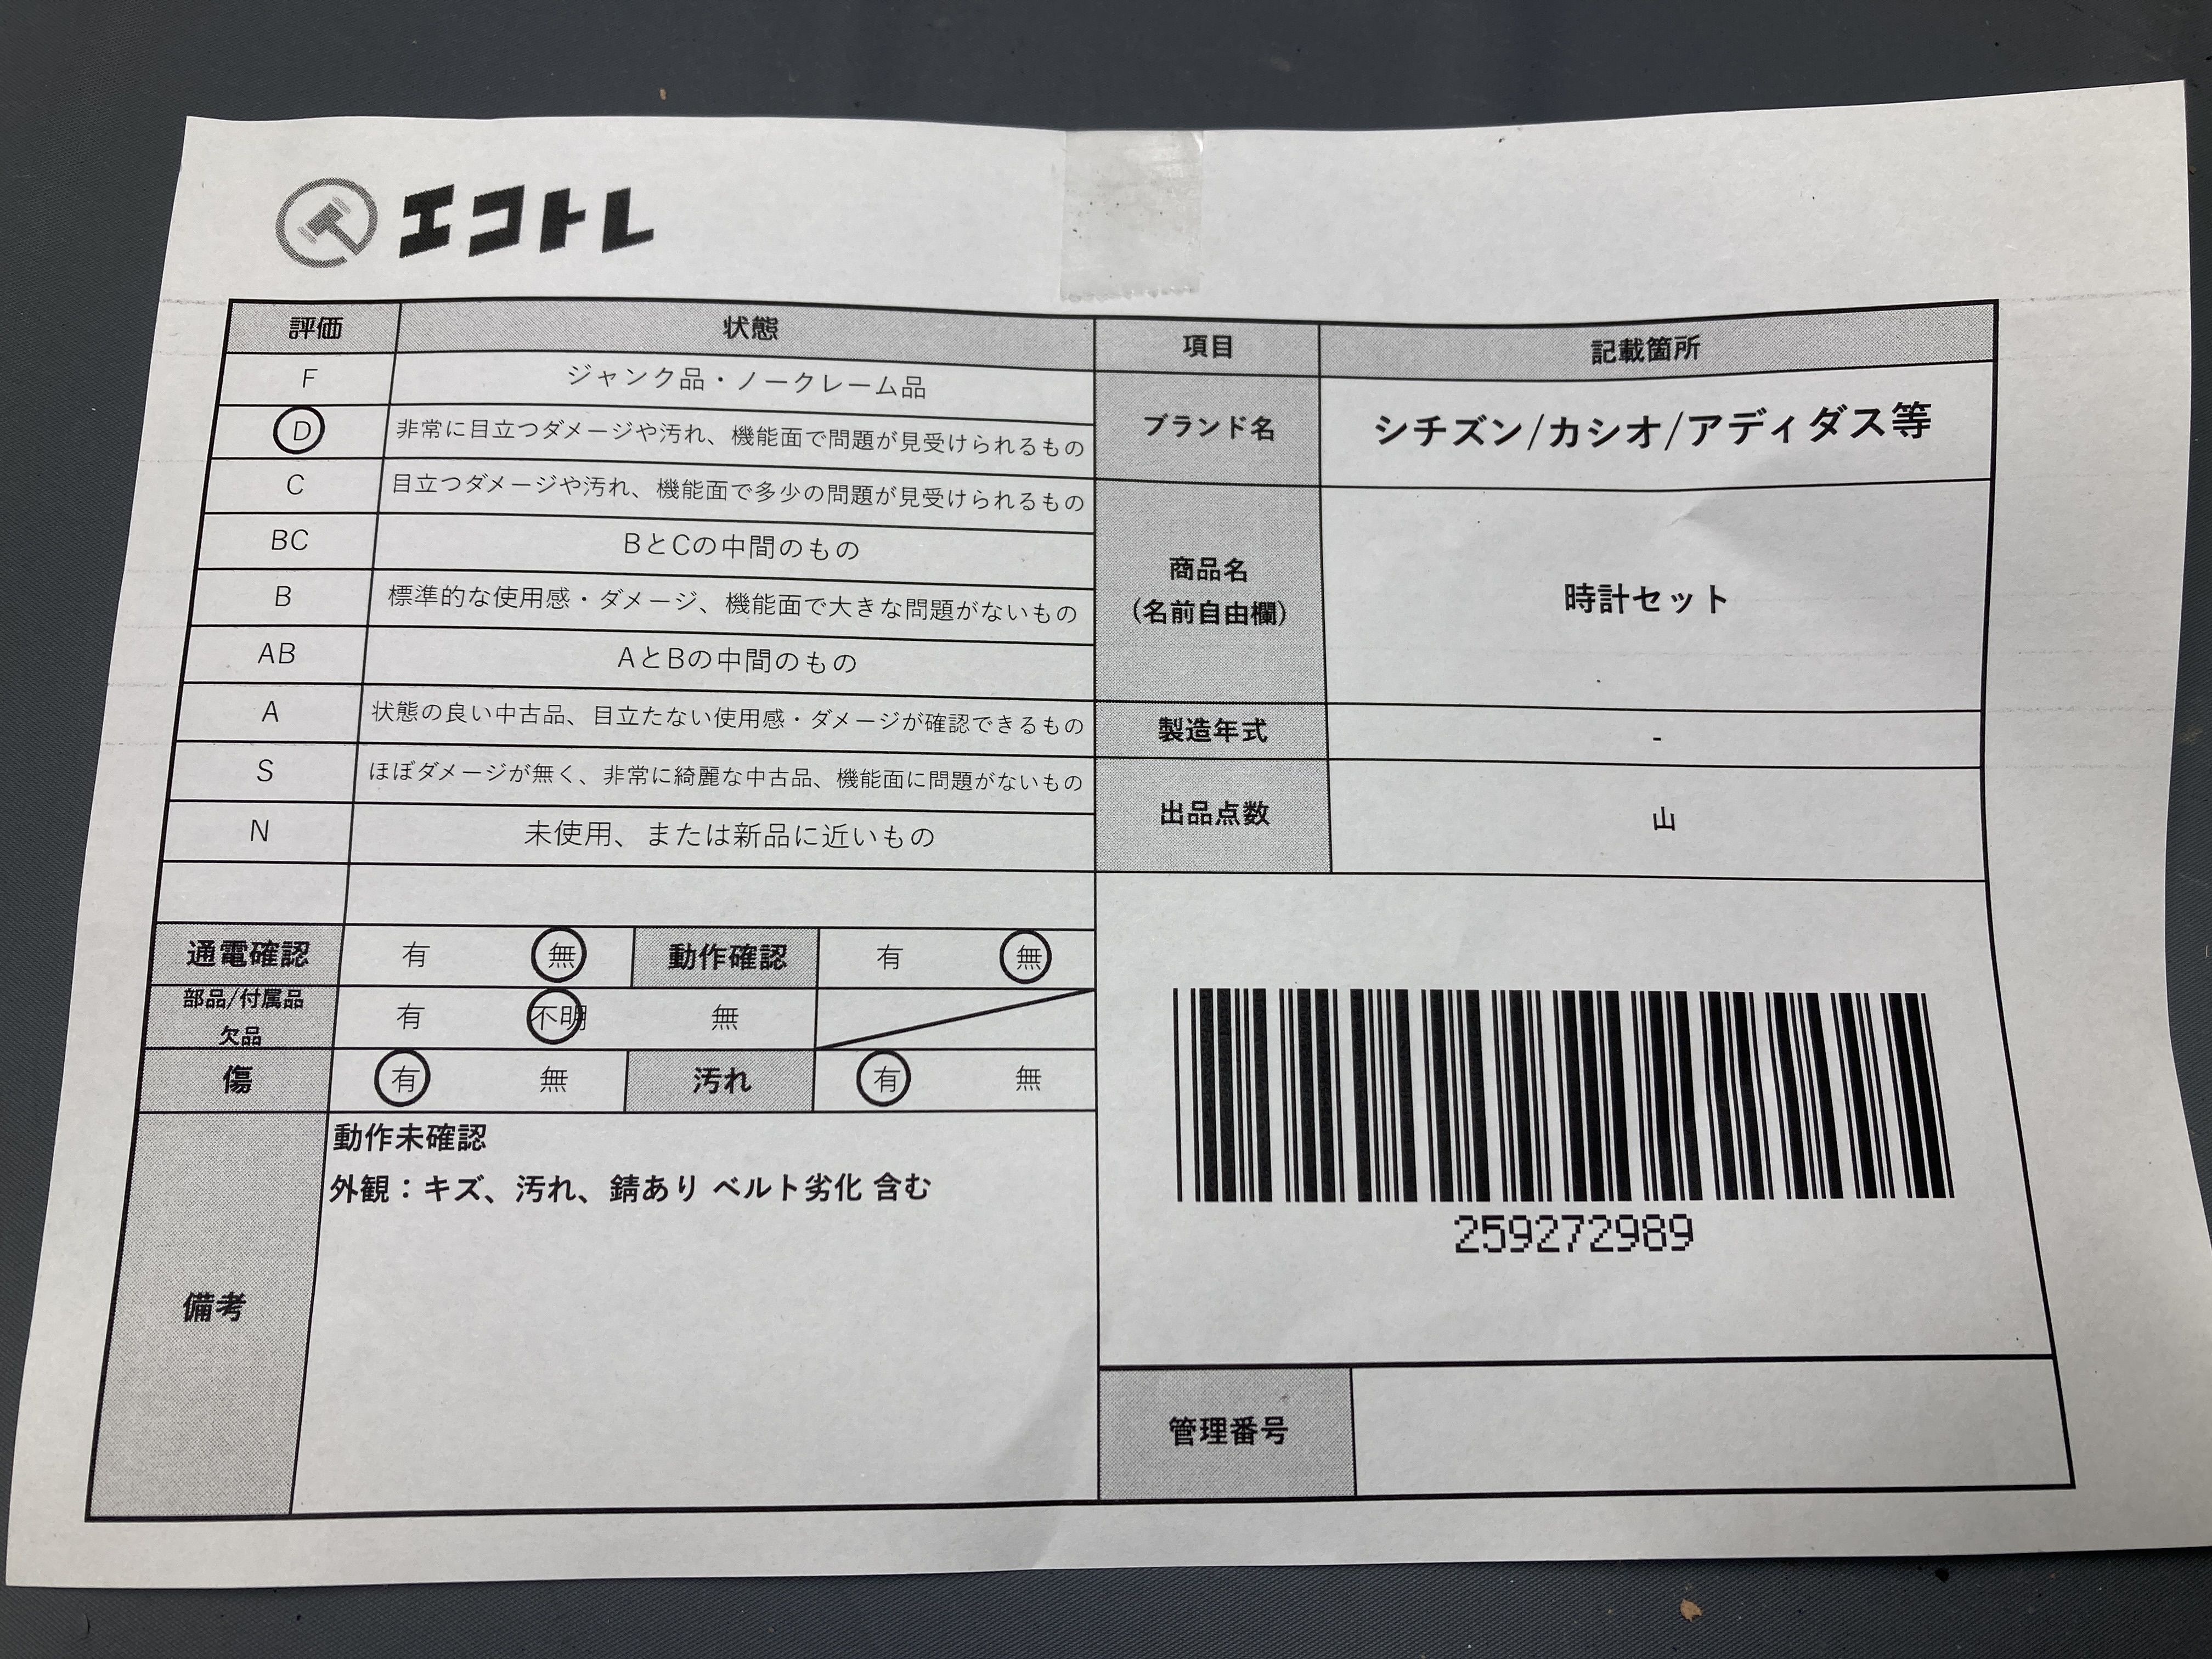 エコトレ
評価 状態
F ジャンク品・ノークレーム品
D 非常に目立つダメージや汚れ、機能面で問題が見受けられるもの
C 目立つダメージや汚れ、機能面で多少の問題が見受けられるもの
BC BとCの中間のもの
B 標準的な使用感・ダメージ、機能面で大きな問題がないもの
AB AとBの中間のもの
A 状態の良い中古品、目立たない使用感・ダメージが確認できるもの
S ほぼダメージが無く、非常に綺麗な中古品、機能面に問題がないもの
N 未使用、または新品に近いもの
通電確認 有 無 動作確認 有 無
部品/付属品
欠品
有 不明 無
傷 有 無 汚れ 有 無
備考
動作未確認
外観：キズ、汚れ、錆あり ベルト劣化 含む
項目 記載箇所
ブランド名 シチズン/カシオ/アディダス等
商品名
(名前自由欄)
時計セット
製造年式 -
出品点数 山
259272989
管理番号